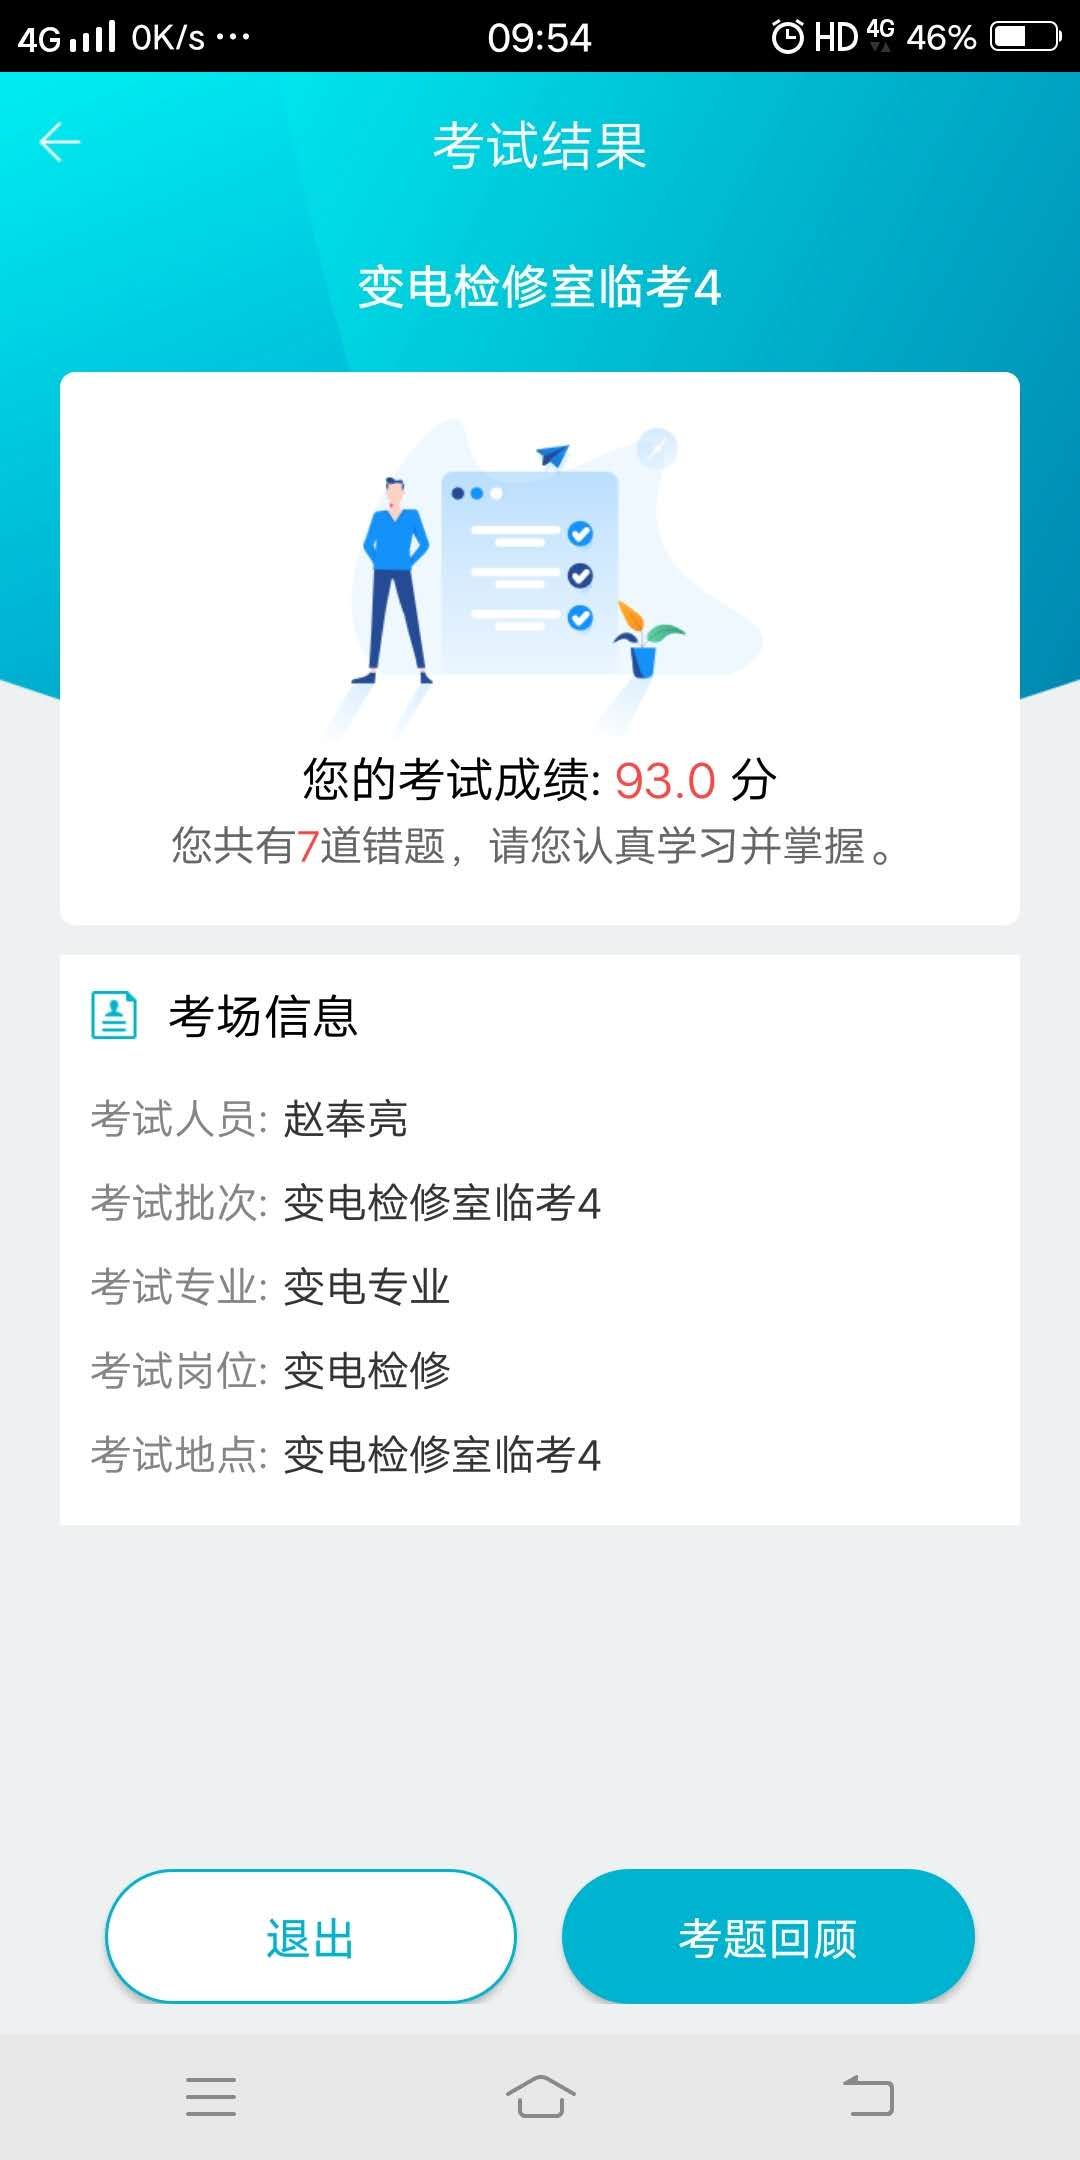 4G 0K/s ··· 09:54 HD 4G 46%
考试结果
变电检修室临考4
您的考试成绩: 93.0 分
您共有7道错题，请您认真学习并掌握。
考场信息
考试人员: 赵奉亮
考试批次: 变电检修室临考4
考试专业: 变电专业
考试岗位: 变电检修
考试地点: 变电检修室临考4
退出 考题回顾